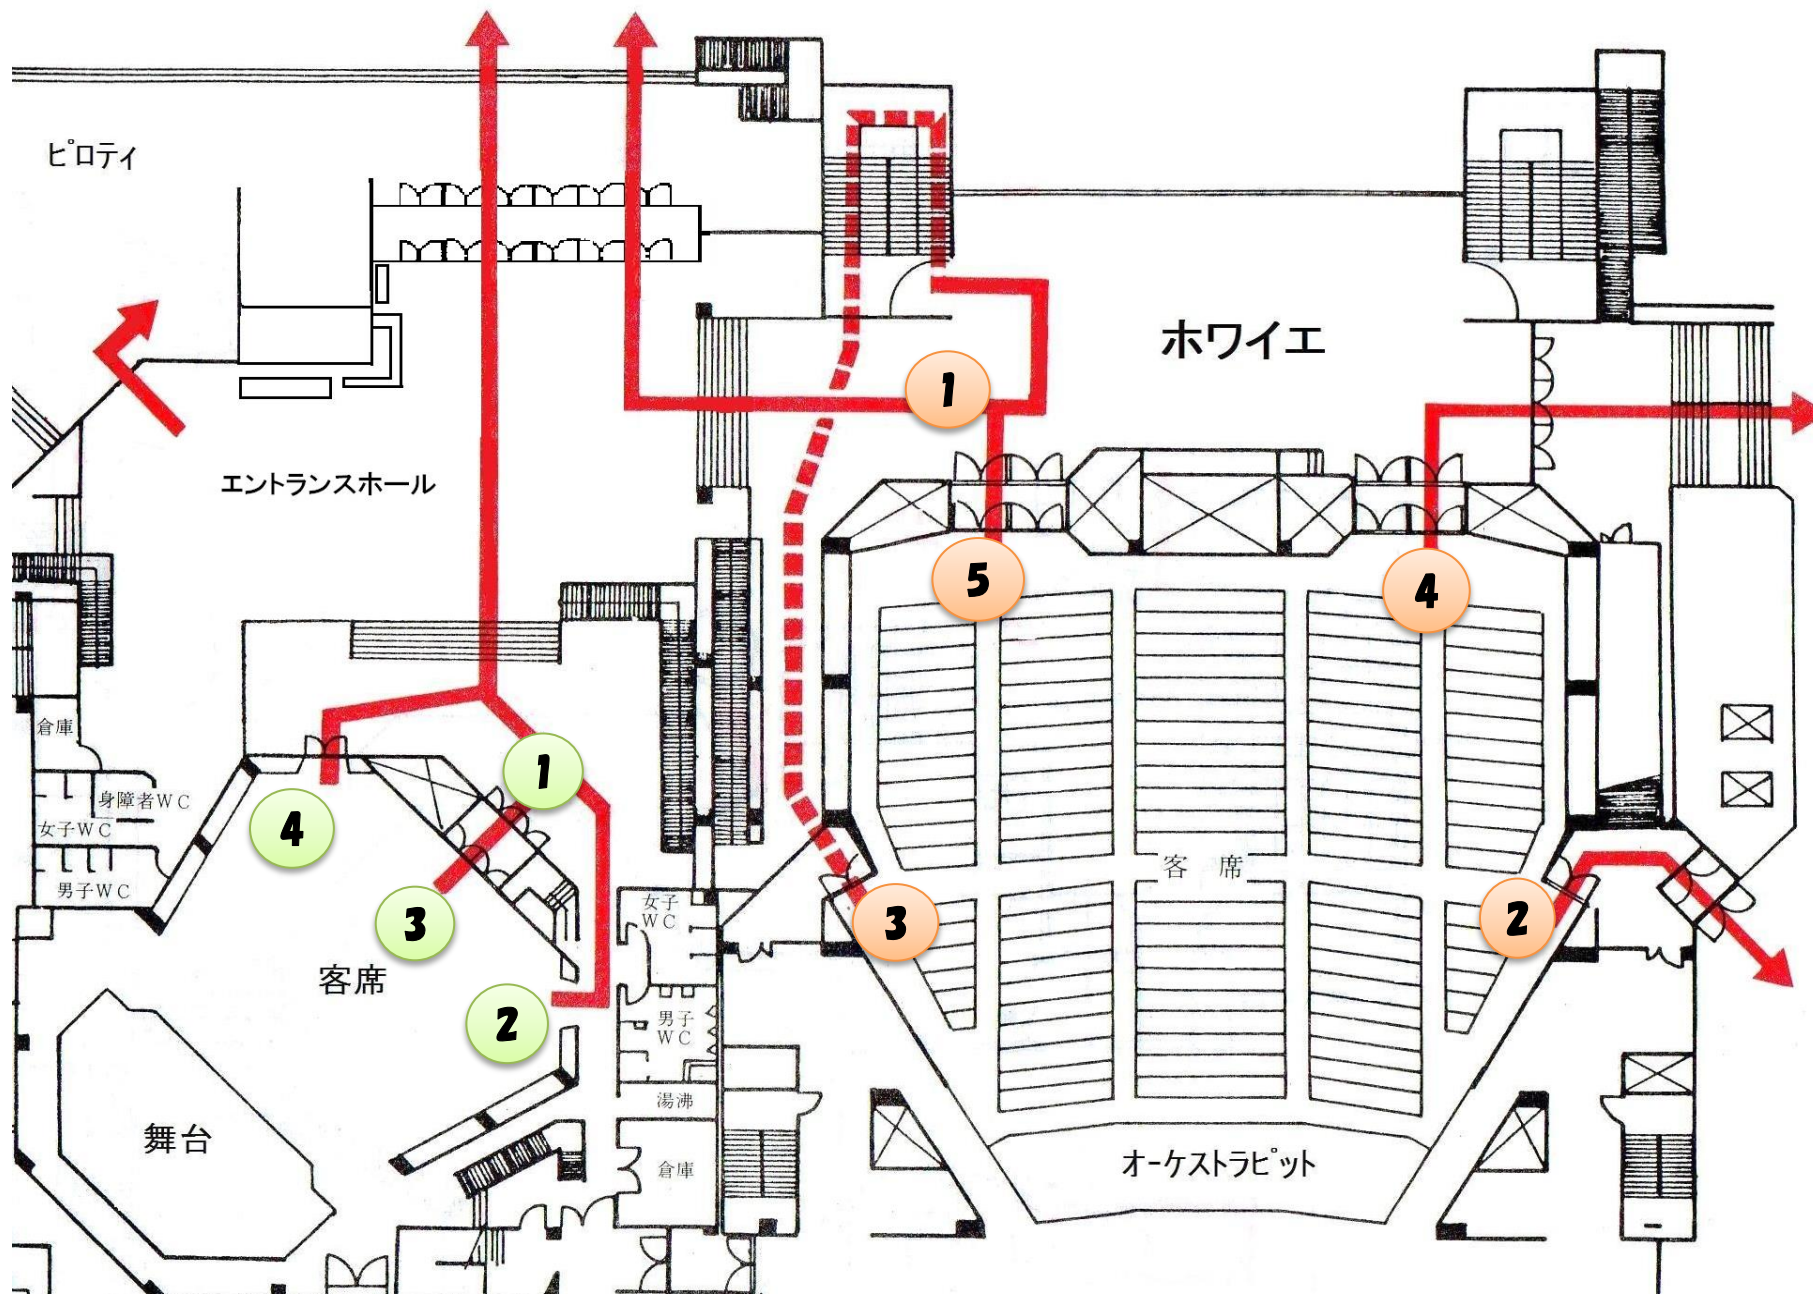 ピロティ
ホワイエ
1
エントランスホール
5
4
倉庫
1
身障者WC
女子WC
4
男子WC
客席
3
女子
WC
3
2
客席
2
男子
WC
湯沸
舞台
倉庫
オーケストラピット